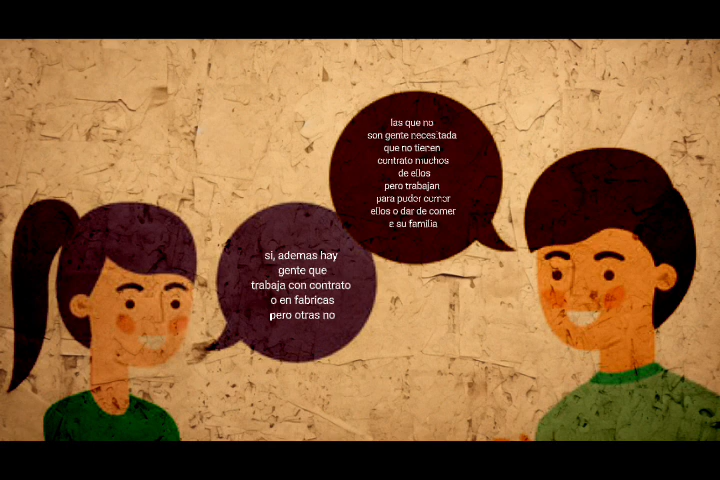 si, ademas hay
gente que
trabaja con contrato
o en fabricas
pero otras no
las que no
son gente necesitada
que no tienen
contrato muchos
de ellos
pero trabajan
para puder comer
ellos o dar de comer
a su familia